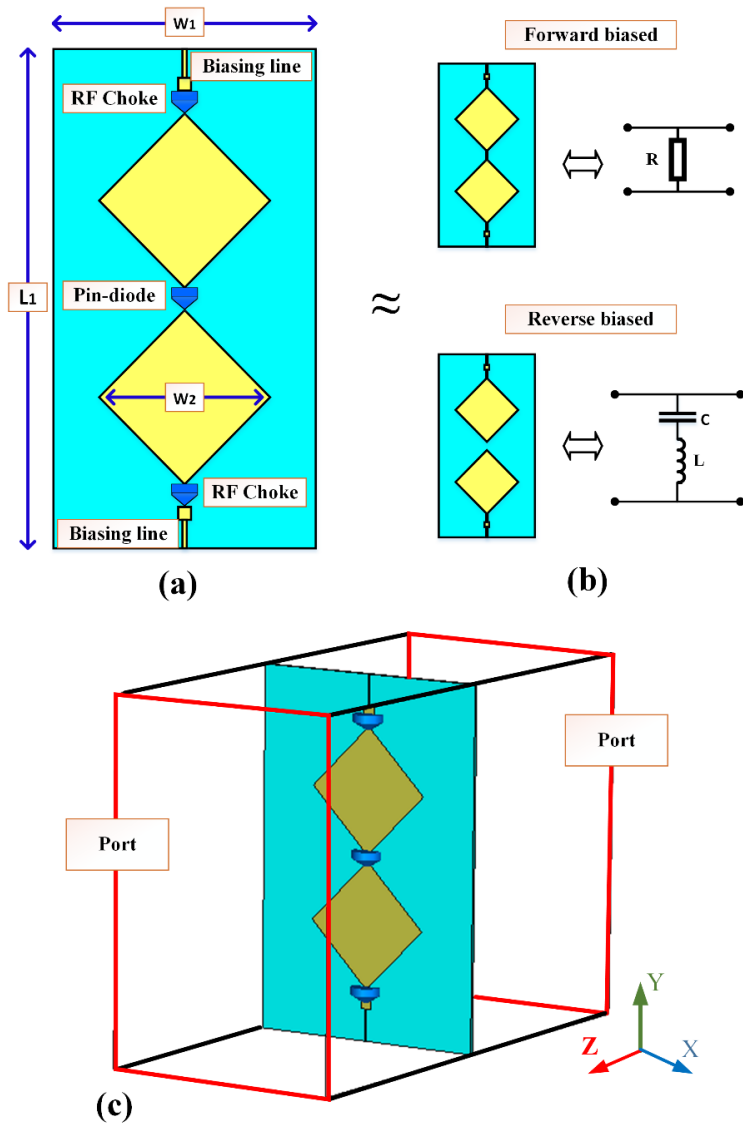 W1
Biasing line
RF Choke
L1
Pin-diode
W2
RF Choke
Biasing line
(a)
≈
Forward biased
R
Reverse biased
C
L
(b)
Port
Port
Y
Z
X
(c)